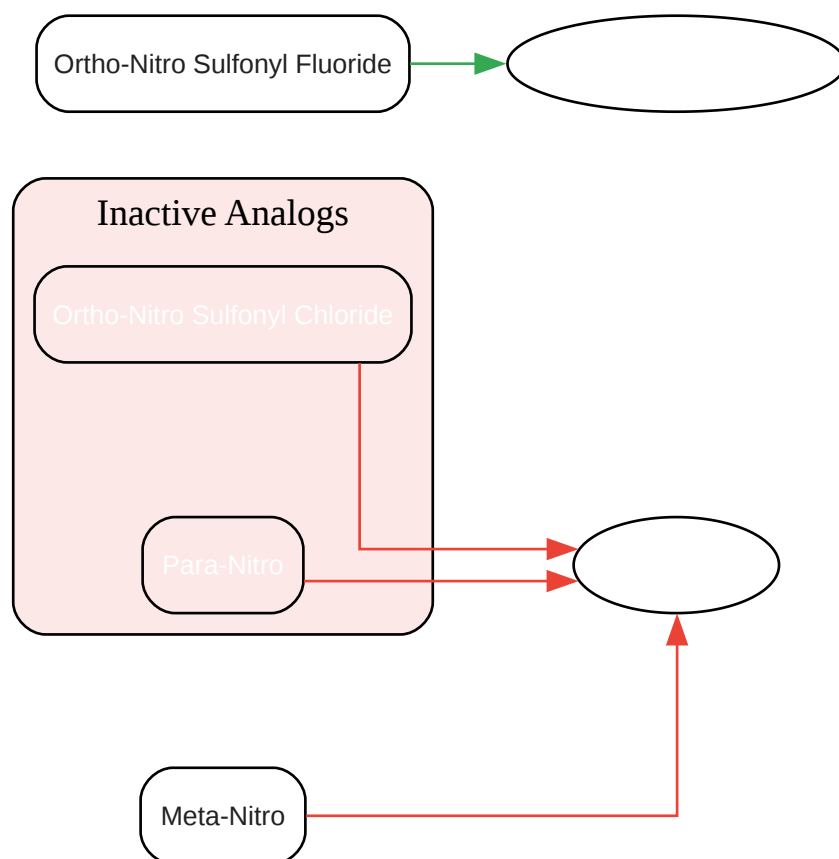 Ortho-Nitro Sulfonyl Fluoride
Inactive Analogs
Ortho-Nitro Sulfonyl Chloride
Para-Nitro
Meta-Nitro